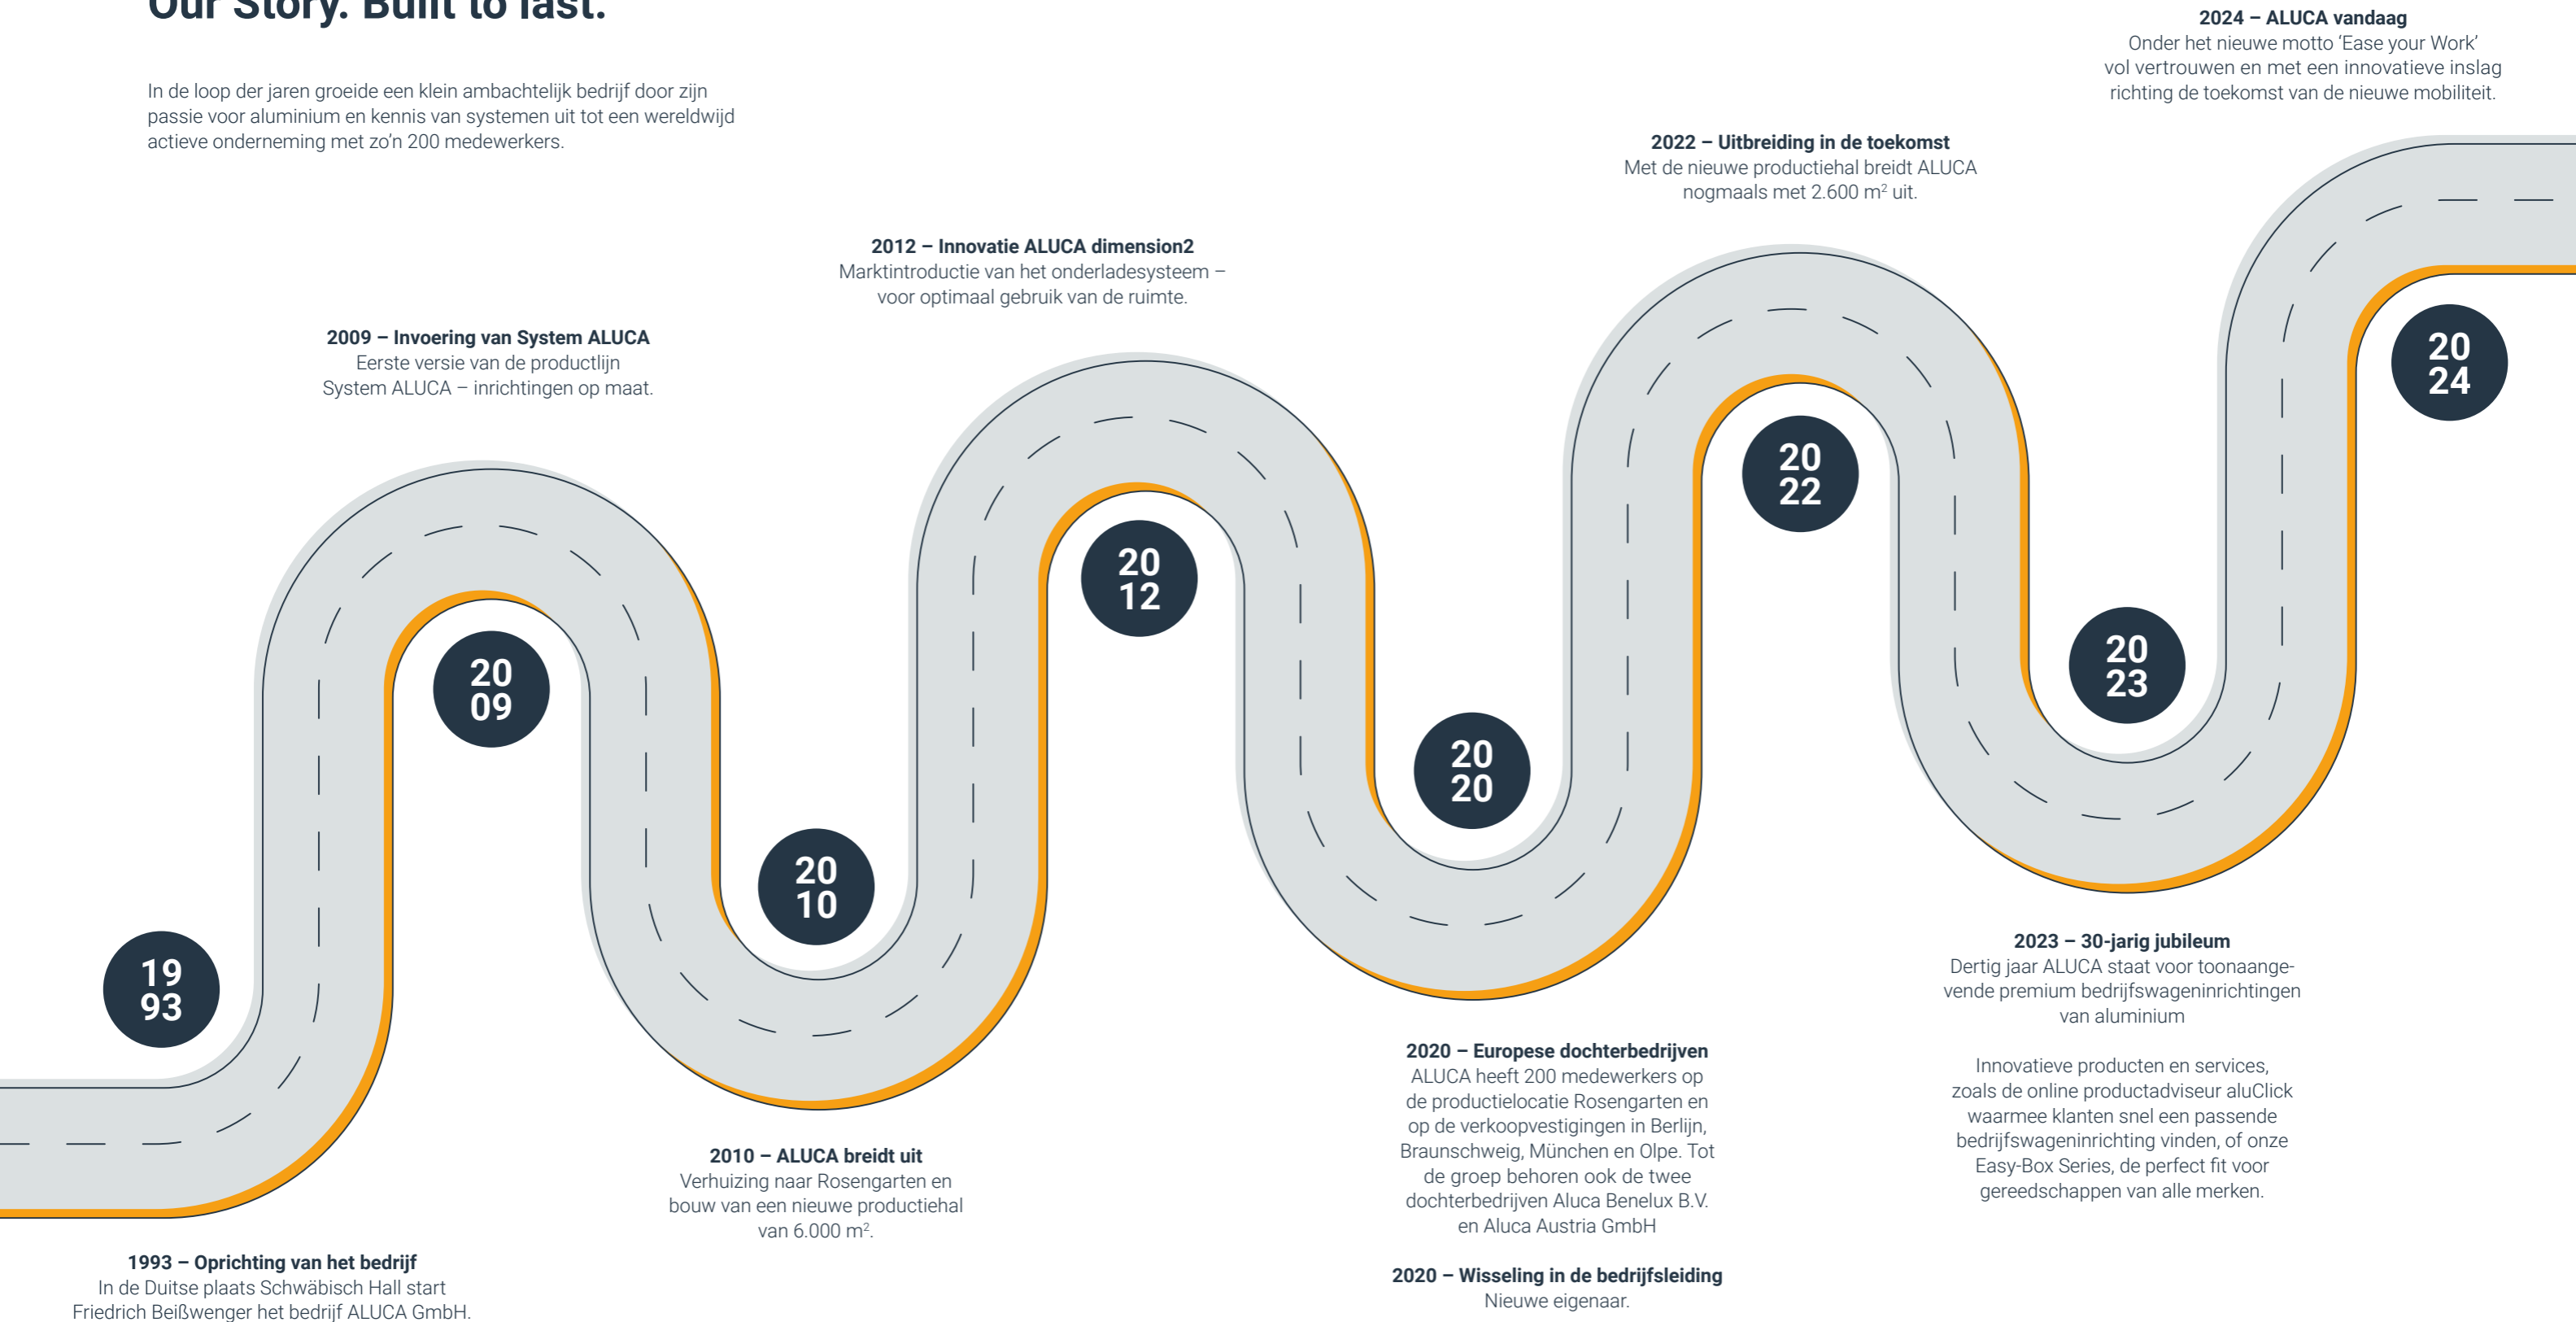 Our Story. Built to last.
In de loop der jaren groeide een klein ambachtelijk bedrijf door zijn
passie voor aluminium en kennis van systemen uit tot een wereldwijd
actieve onderneming met zo’n 200 medewerkers.
19
93
1993 – Oprichting van het bedrijf
In de Duitse plaats Schwäbisch Hall start
Friedrich Beißwenger het bedrijf ALUCA GmbH.
2009 – Invoering van System ALUCA
Eerste versie van de productlijn
System ALUCA – inrichtingen op maat.
20
09
20
10
2010 – ALUCA breidt uit
Verhuizing naar Rosengarten en
bouw van een nieuwe productiehal
van 6.000 m².
2012 – Innovatie ALUCA dimension2
Marktintroductie van het onderladesysteem –
voor optimaal gebruik van de ruimte.
20
12
20
20
2020 – Europese dochterbedrijven
ALUCA heeft 200 medewerkers op
de productielocatie Rosengarten en
op de verkoopvestigingen in Berlijn,
Braunschweig, München en Olpe. Tot
de groep behoren ook de twee
dochterbedrijven Aluca Benelux B.V.
en Aluca Austria GmbH
2020 – Wisseling in de bedrijfsleiding
Nieuwe eigenaar.
2022 – Uitbreiding in de toekomst
Met de nieuwe productiehal breidt ALUCA
nogmaals met 2.600 m² uit.
20
22
20
23
2023 – 30-jarig jubileum
Dertig jaar ALUCA staat voor toonaange-
vende premium bedrijfswageninrichtingen
van aluminium
Innovatieve producten en services,
zoals de online productadviseur aluClick
waarmee klanten snel een passende
bedrijfswageninrichting vinden, of onze
Easy-Box Series, de perfect fit voor
gereedschappen van alle merken.
2024 – ALUCA vandaag
Onder het nieuwe motto ‘Ease your Work’
vol vertrouwen en met een innovatieve inslag
richting de toekomst van de nieuwe mobiliteit.
20
24